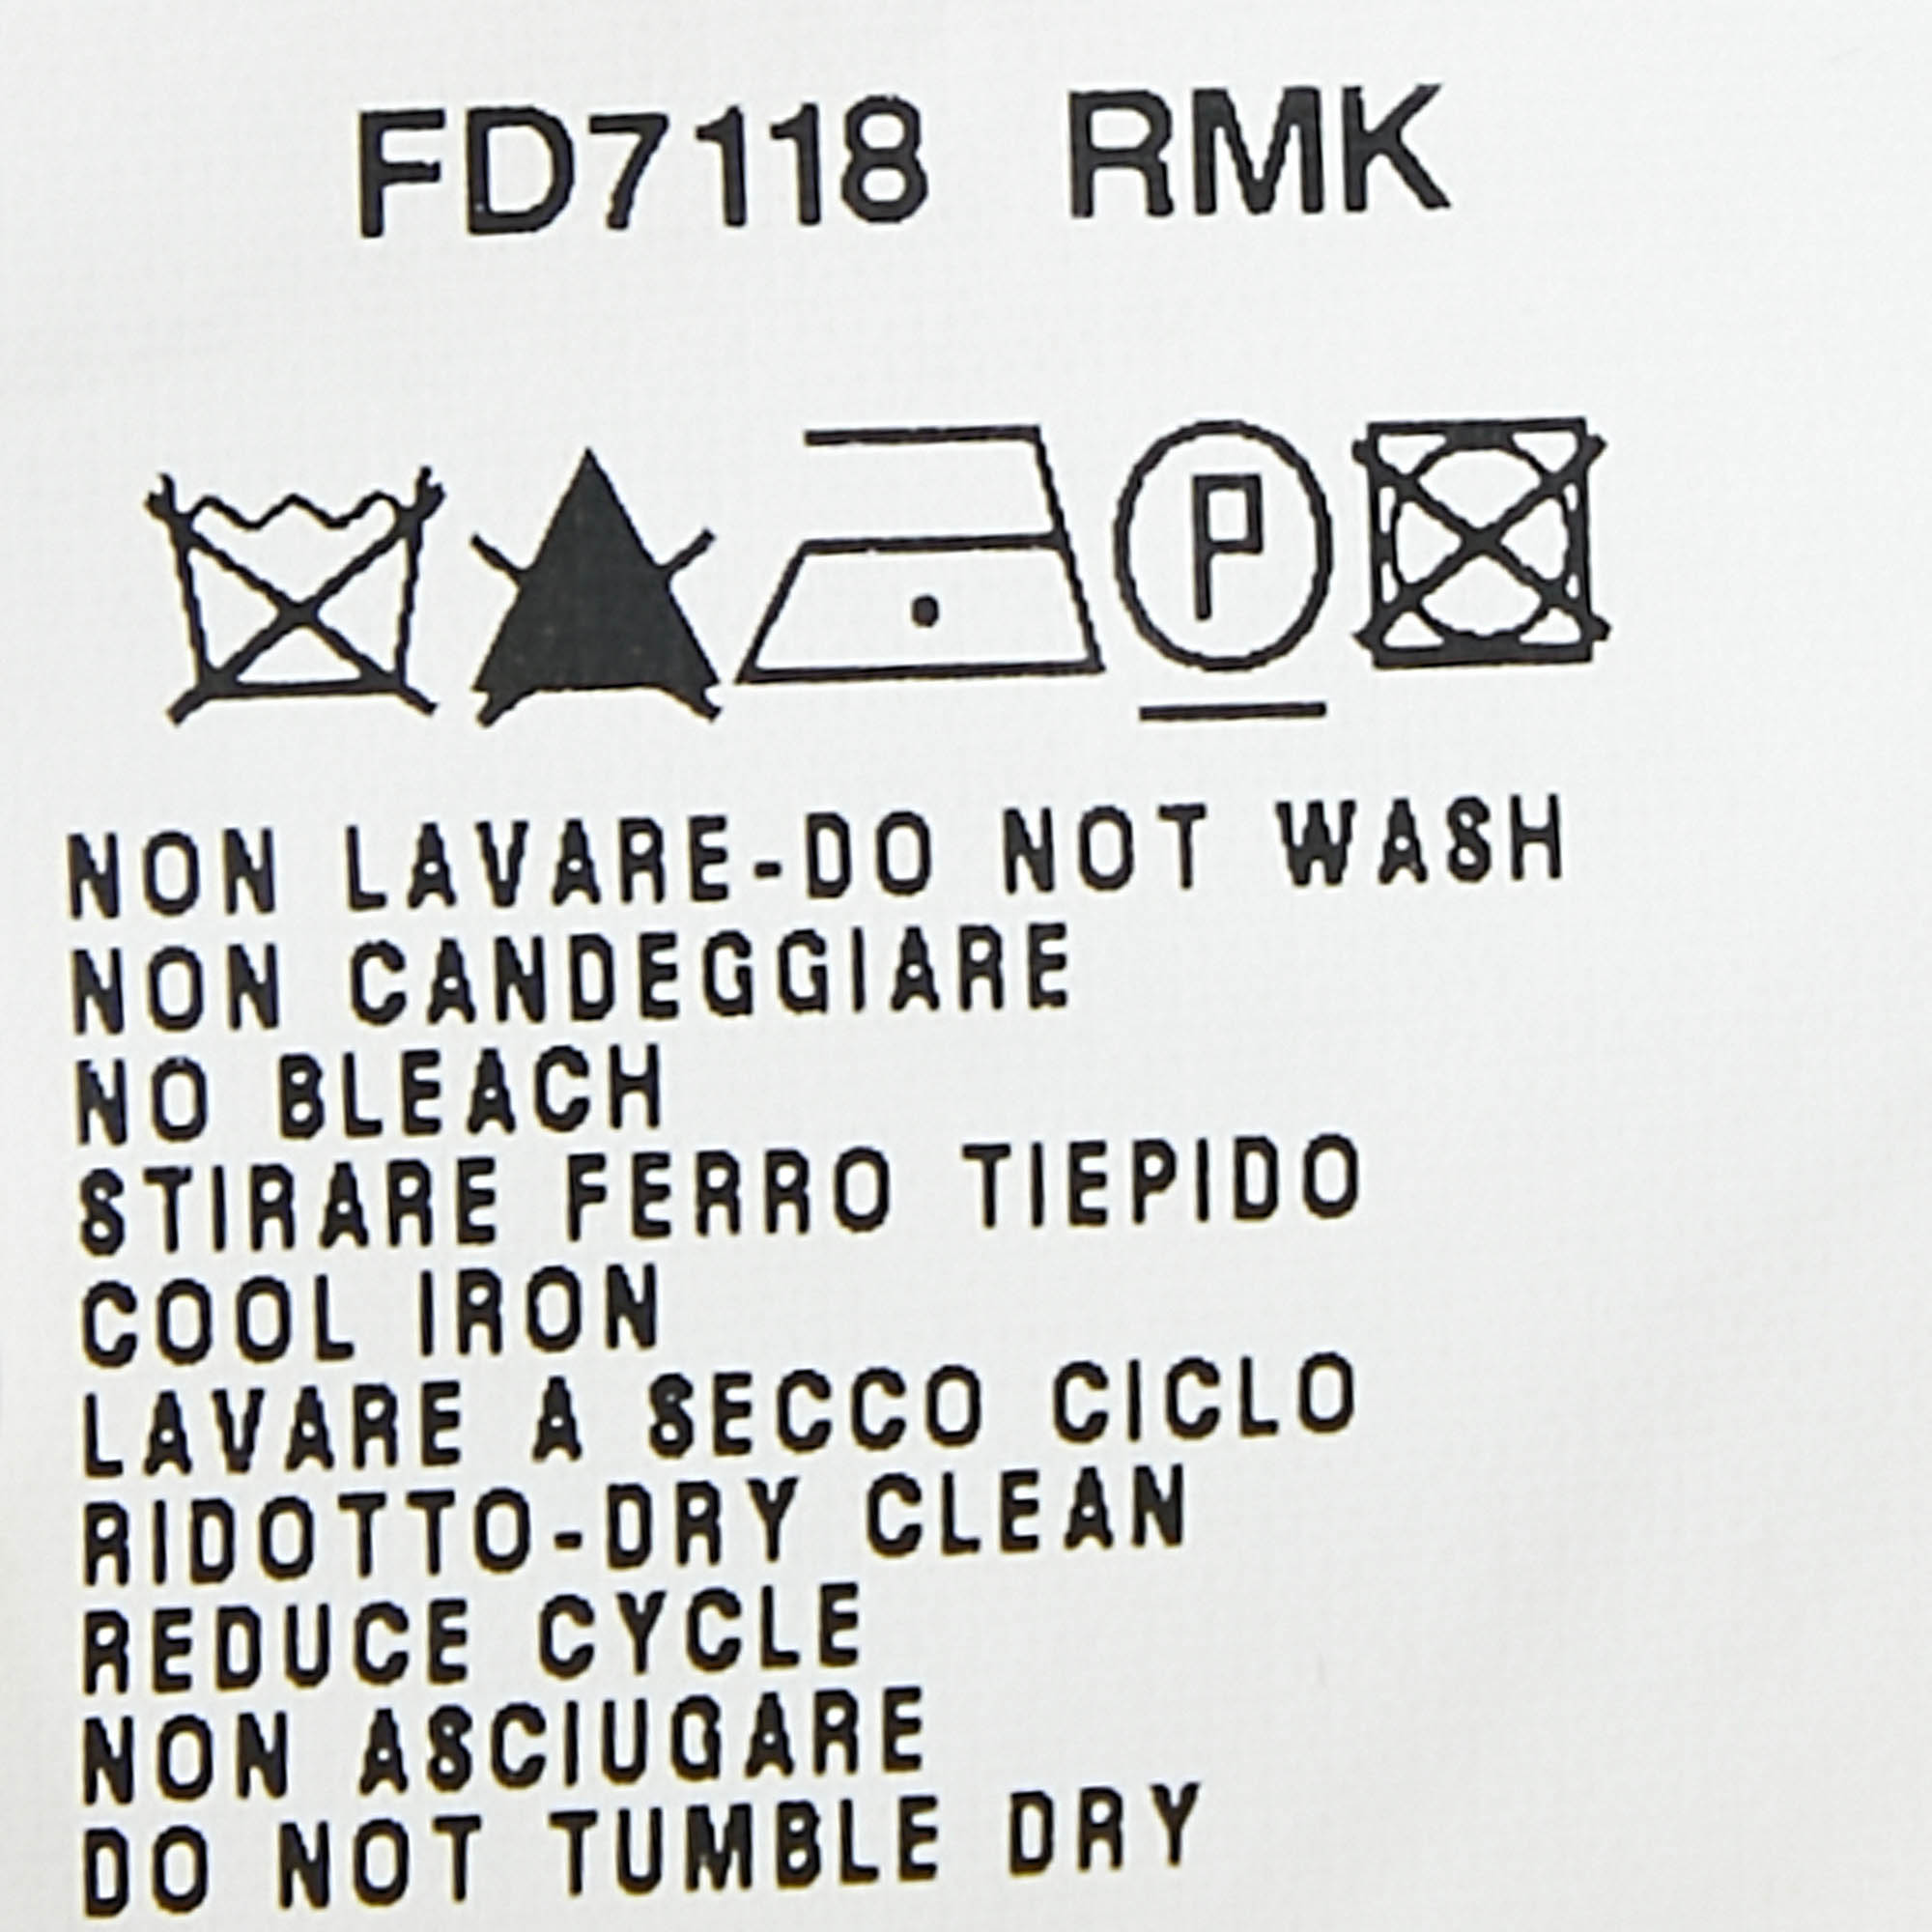 FD7118 RMK
P
NON LAVARE-DO NOT WASH
NON CANDEGGIARE
NO BLEACH
STIRARE FERRO TIEPIDO
COOL IRON
LAVARE A SECCO CICLO
RIDOTTO-DRY CLEAN
REDUCE CYCLE
NON ASCIUGARE
DO NOT TUMBLE DRY